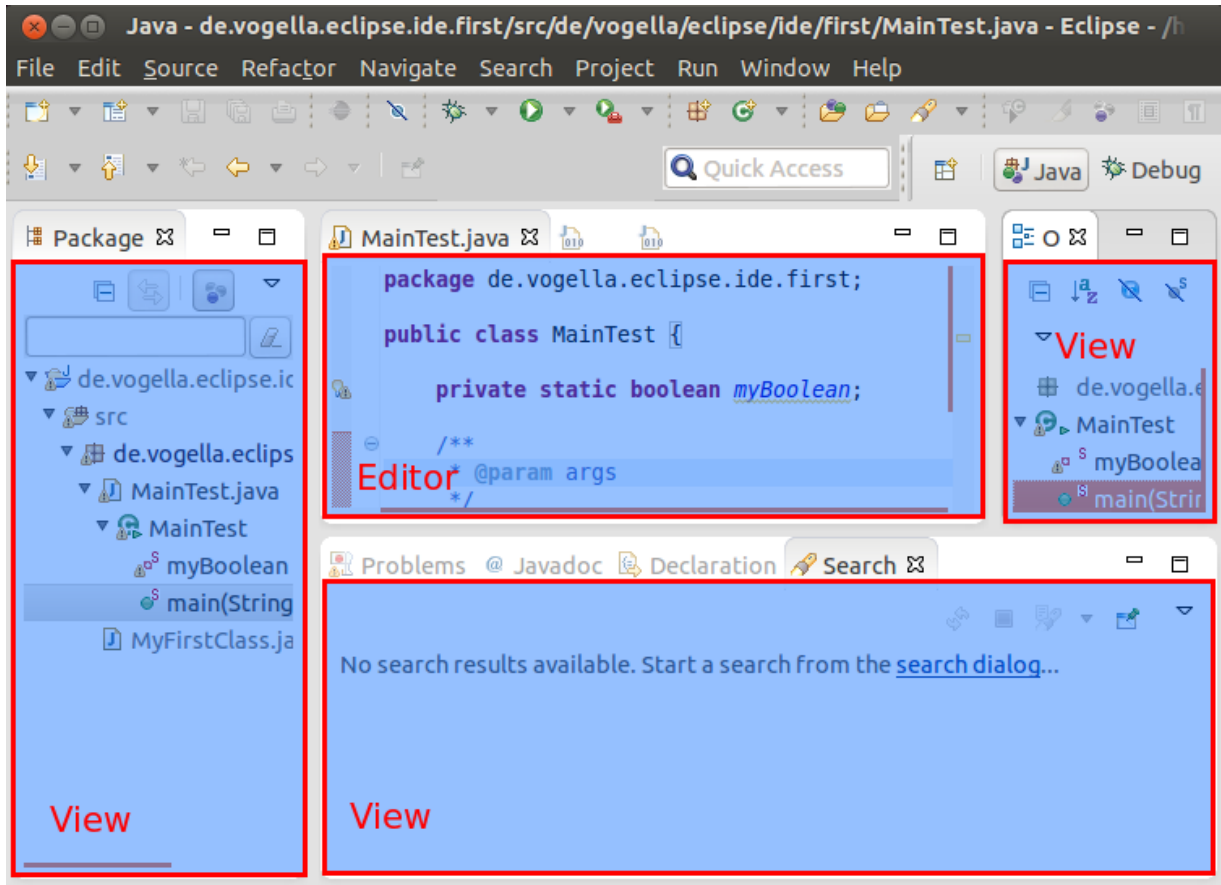 Java - de.vogella.eclipse.ide.first/src/de/vogella/eclipse/ide/first/MainTest.java - Eclipse - /h
File Edit Source Refactor Navigate Search Project Run Window Help
Quick Access
Java
Debug
Package
de.vogella.eclipse.ic
src
de.vogella.eclips
MainTest.java
MainTest
myBoolean
main(String
MyFirstClass.ja
View
MainTest.java
package de.vogella.eclipse.ide.first;
public class MainTest {
private static boolean myBoolean;
/**
* @param args
*/
Editor
O
View
de.vogella.e
MainTest
myBoolea
main(Strin
Problems @ Javadoc Declaration Search
No search results available. Start a search from the search dialog...
View